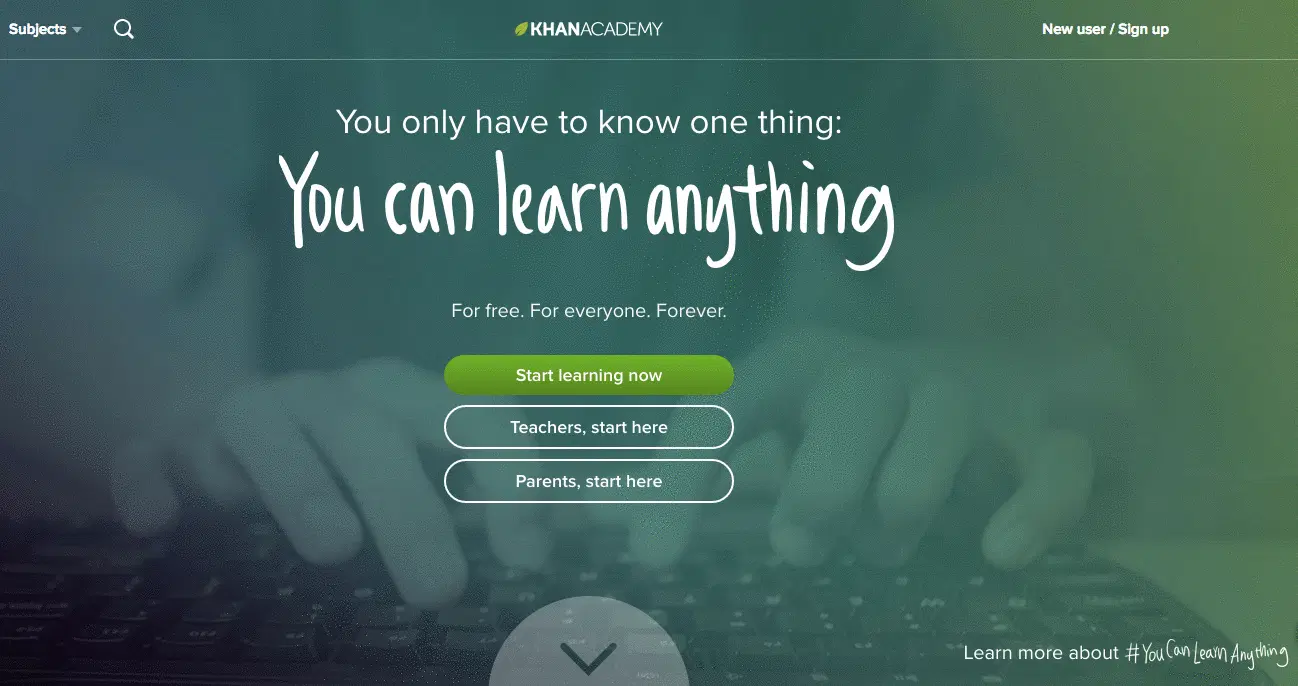 Subjects
KHANACADEMY
New user / Sign up
You only have to know one thing:
You can learn anything
For free. For everyone. Forever.
Start learning now
Teachers, start here
Parents, start here
Learn more about #YouCanLearnAnything